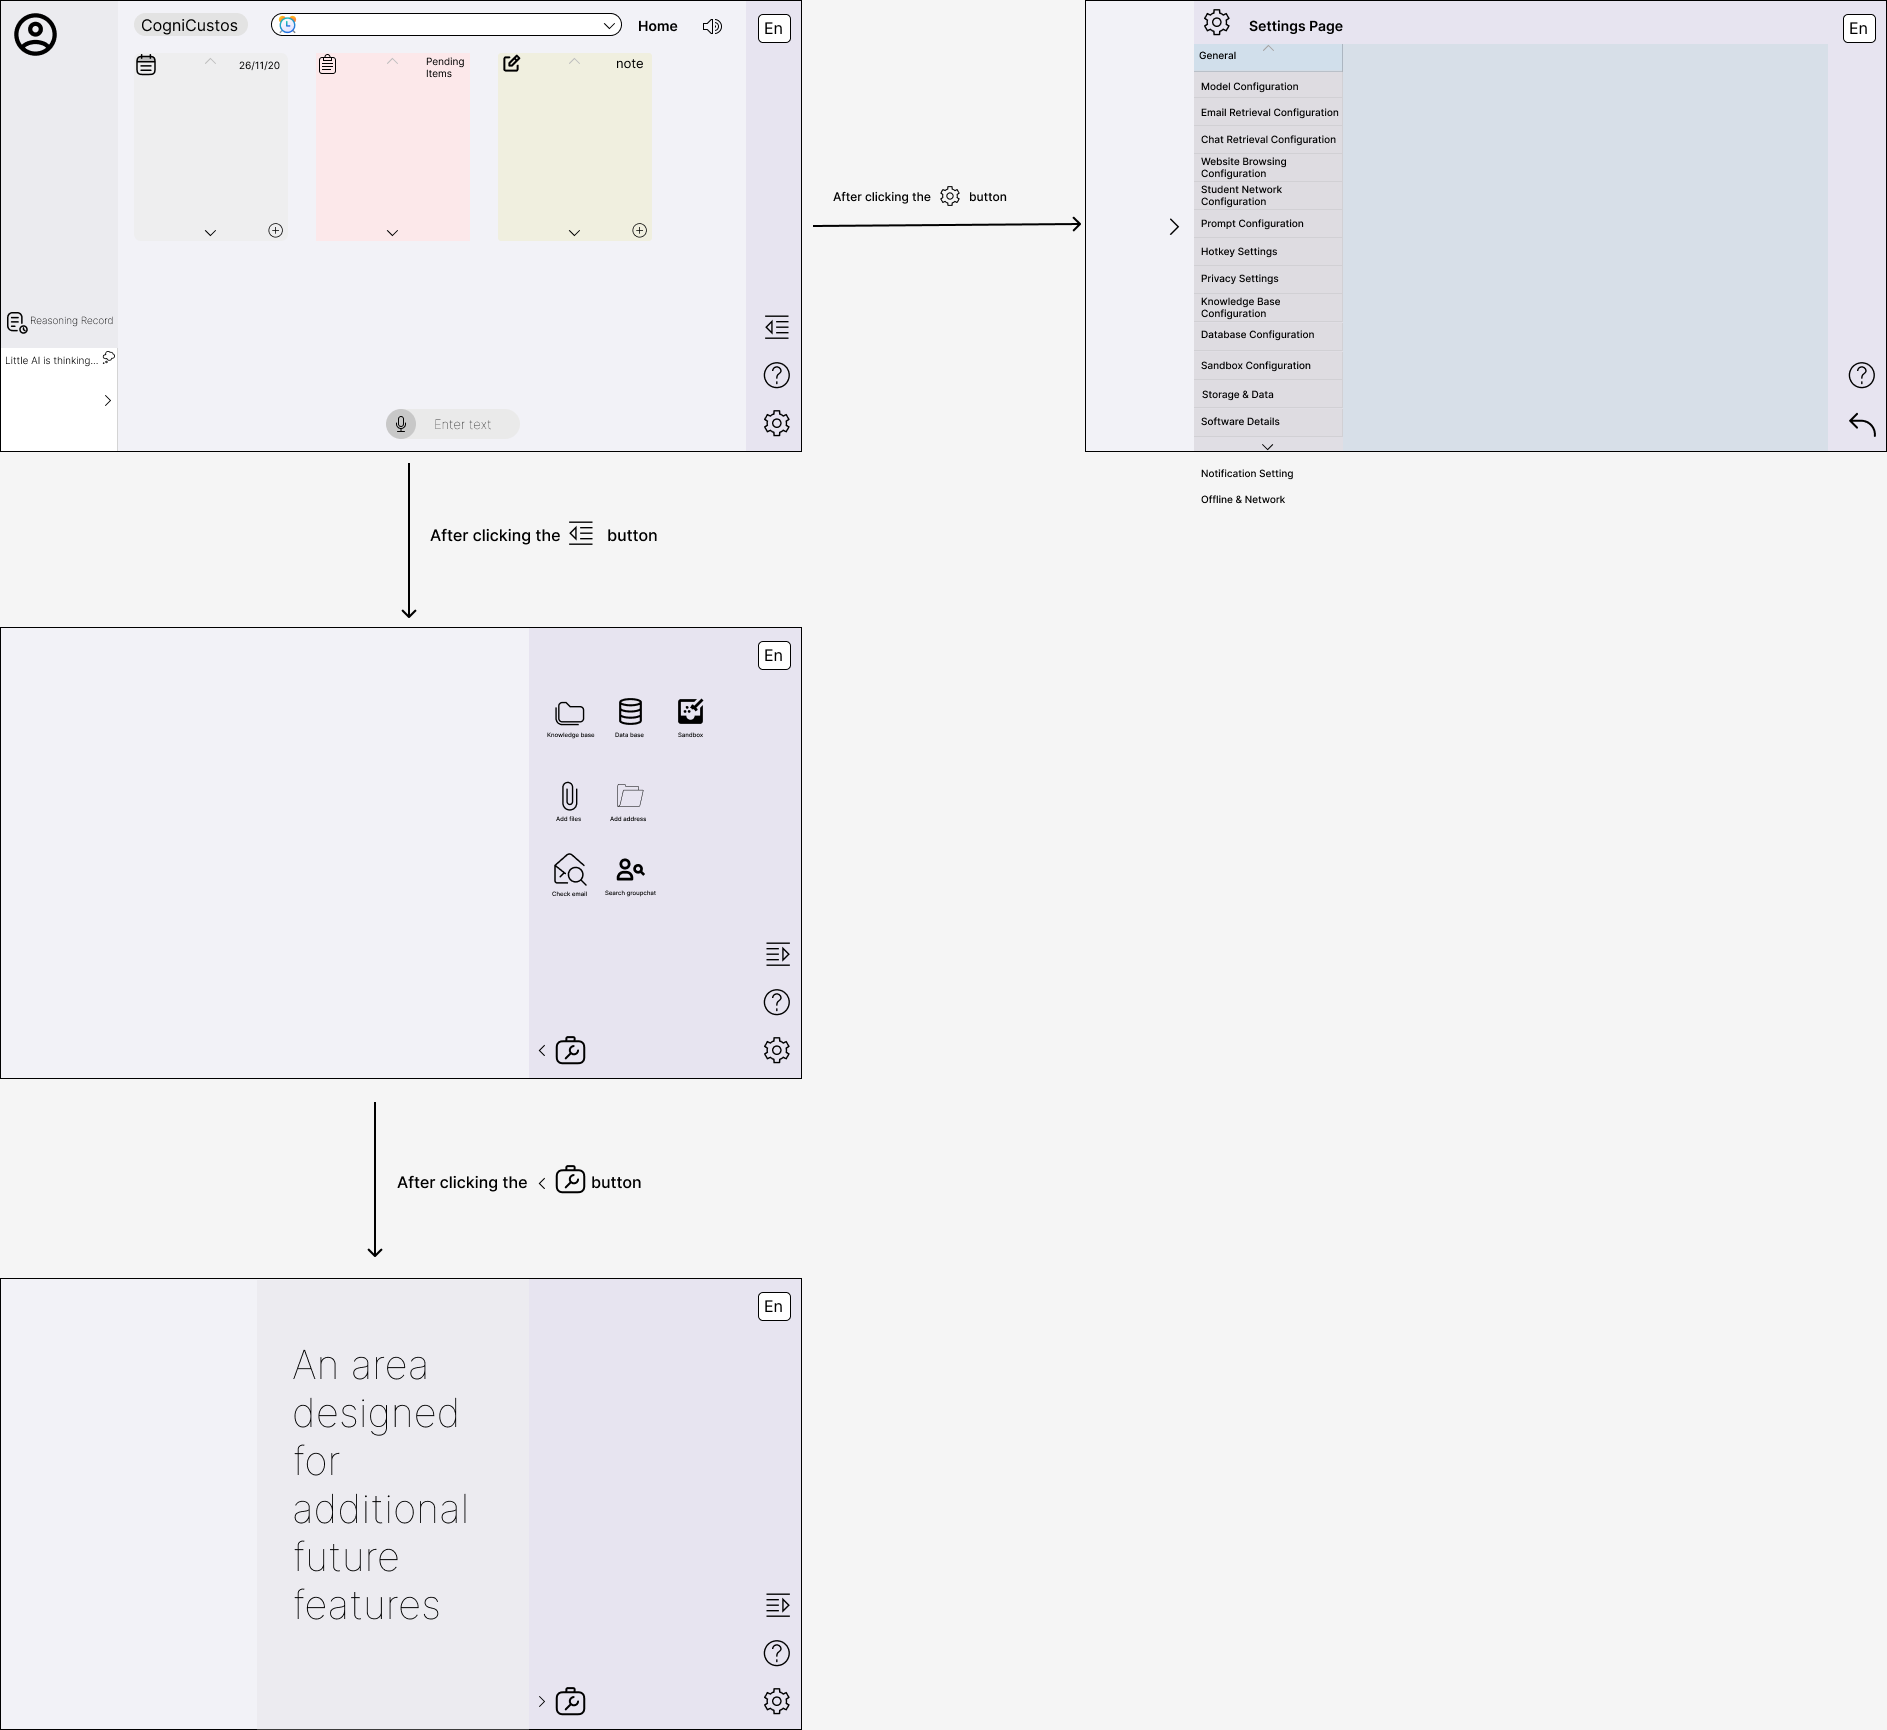 CogniCustos
Home
En
26/11/20
Pending
Items
note
Reasoning Record
Little AI is thinking...
Enter text
After clicking the button
Settings Page
En
General
Model Configuration
Email Retrieval Configuration
Chat Retrieval Configuration
Website Browsing
Configuration
Student Network
Configuration
Prompt Configuration
Hotkey Settings
Privacy Settings
Knowledge Base
Configuration
Database Configuration
Sandbox Configuration
Storage & Data
Software Details
Notification Setting
Offline & Network
After clicking the button
En
Knowledge base
Data base
Sandbox
Add files
Add address
Check email
Search groupchat
After clicking the < button
En
An area
designed
for
additional
future
features